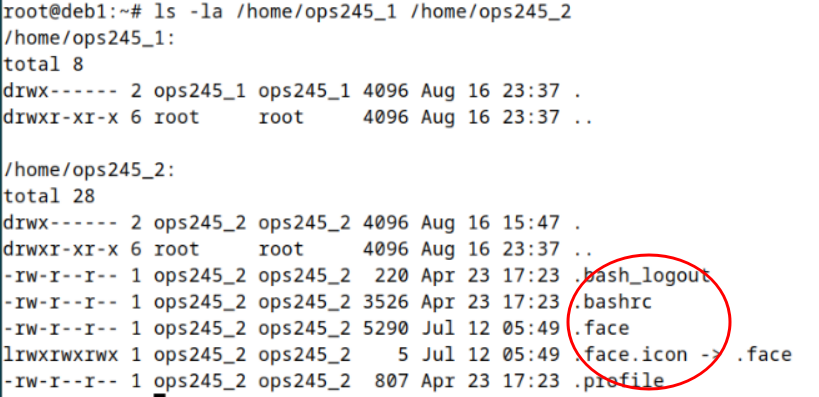 root@deb1:~# ls -la /home/ops245_1 /home/ops245_2
/home/ops245_1:
total 8
drwx------ 2 ops245_1 ops245_1 4096 Aug 16 23:37 .
drwxr-xr-x 6 root     root     4096 Aug 16 23:37 ..

/home/ops245_2:
total 28
drwx------ 2 ops245_2 ops245_2 4096 Aug 16 15:47 .
drwxr-xr-x 6 root     root     4096 Aug 16 23:37 ..
-rw-r--r-- 1 ops245_2 ops245_2  220 Apr 23 17:23 .bash_logout
-rw-r--r-- 1 ops245_2 ops245_2 3526 Apr 23 17:23 .bashrc
-rw-r--r-- 1 ops245_2 ops245_2 5290 Jul 12 05:49 .face
lrwxrwxrwx 1 ops245_2 ops245_2    5 Jul 12 05:49 .face.icon -> .face
-rw-r--r-- 1 ops245_2 ops245_2  807 Apr 23 17:23 .profile